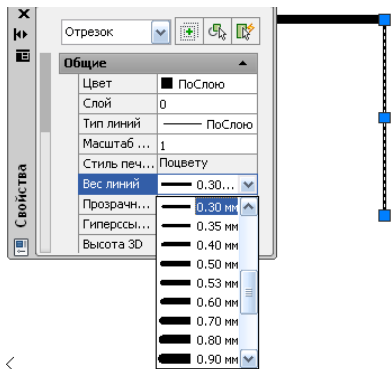 Отрезок
Общие
Цвет ПоСлою
Слой 0
Тип линий ПоСлою
Масштаб ... 1
Стиль печ... Поцвету
Вес линий 0.30...
Прозрачн...
Гиперссы...
Высота 3D
0.30 мм
0.35 мм
0.40 мм
0.50 мм
0.53 мм
0.60 мм
0.70 мм
0.80 мм
0.90 мм
Свойства